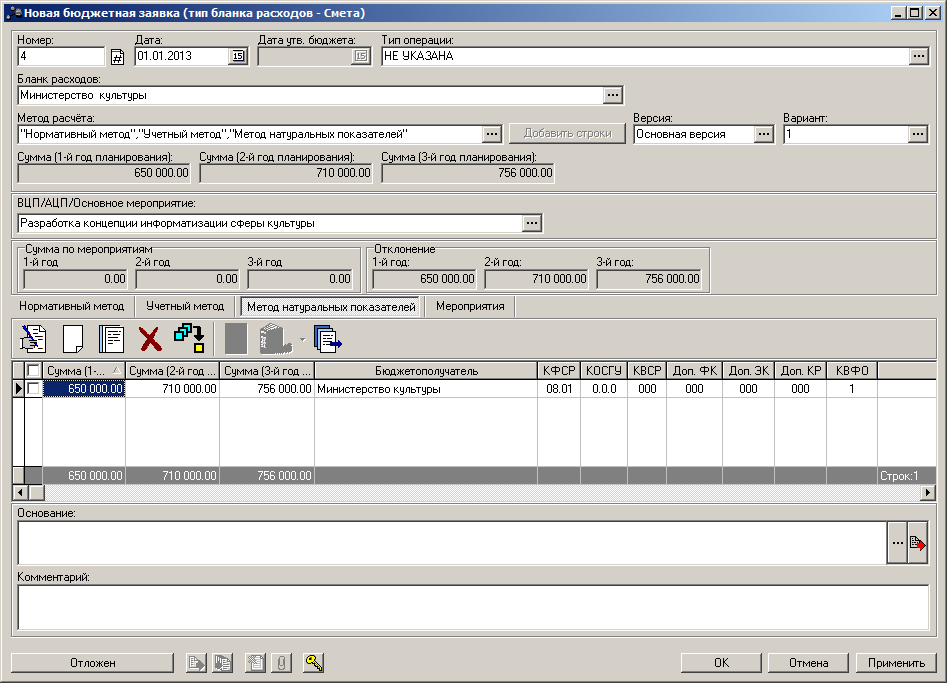 Новая бюджетная заявка (тип бланка расходов - Смета)
Номер: Дата: Дата утв. бюджета: Тип операции:
4 01.01.2013 15 15 НЕ УКАЗАНА ...
Бланк расходов:
Министерство культуры ...
Метод расчёта: Версия: Вариант:
"Нормативный метод","Учетный метод","Метод натуральных показателей" ... Добавить строки Основная версия ... 1 ...
Сумма (1-й год планирования): Сумма (2-й год планирования): Сумма (3-й год планирования):
650 000.00 710 000.00 756 000.00
ВЦП/АЦП/Основное мероприятие:
Разработка концепции информатизации сферы культуры ...
Сумма по мероприятиям Отклонение
1-й год 2-й год 3-й год 1-й год: 2-й год: 3-й год:
0.00 0.00 0.00 650 000.00 710 000.00 756 000.00
Нормативный метод Учетный метод Метод натуральных показателей Мероприятия
Сумма (1-... Сумма (2-й год ... Сумма (3-й год ... Бюджетополучатель КФСР КОСГУ КВСР Доп. ФК Доп. ЭК Доп. КР КВФО
650 000.00 710 000.00 756 000.00 Министерство культуры 08.01 0.0.0 000 000 000 000 1
650 000.00 710 000.00 756 000.00 Строк:1
Основание:
...
Комментарий:
Отложен OK Отмена Применить